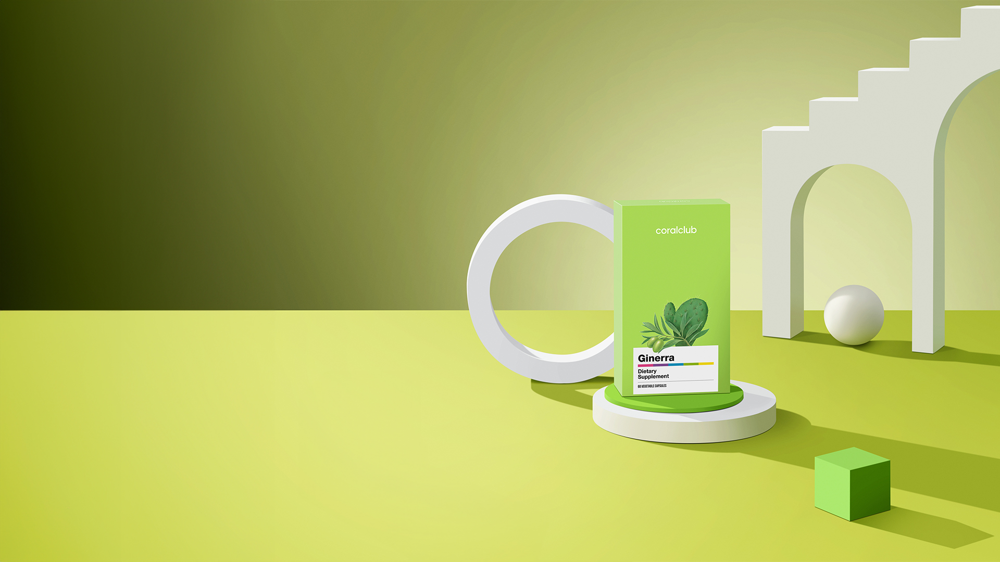 coralclub
Ginerra
Dietary
Supplement
60 VEGETABLE CAPSULES